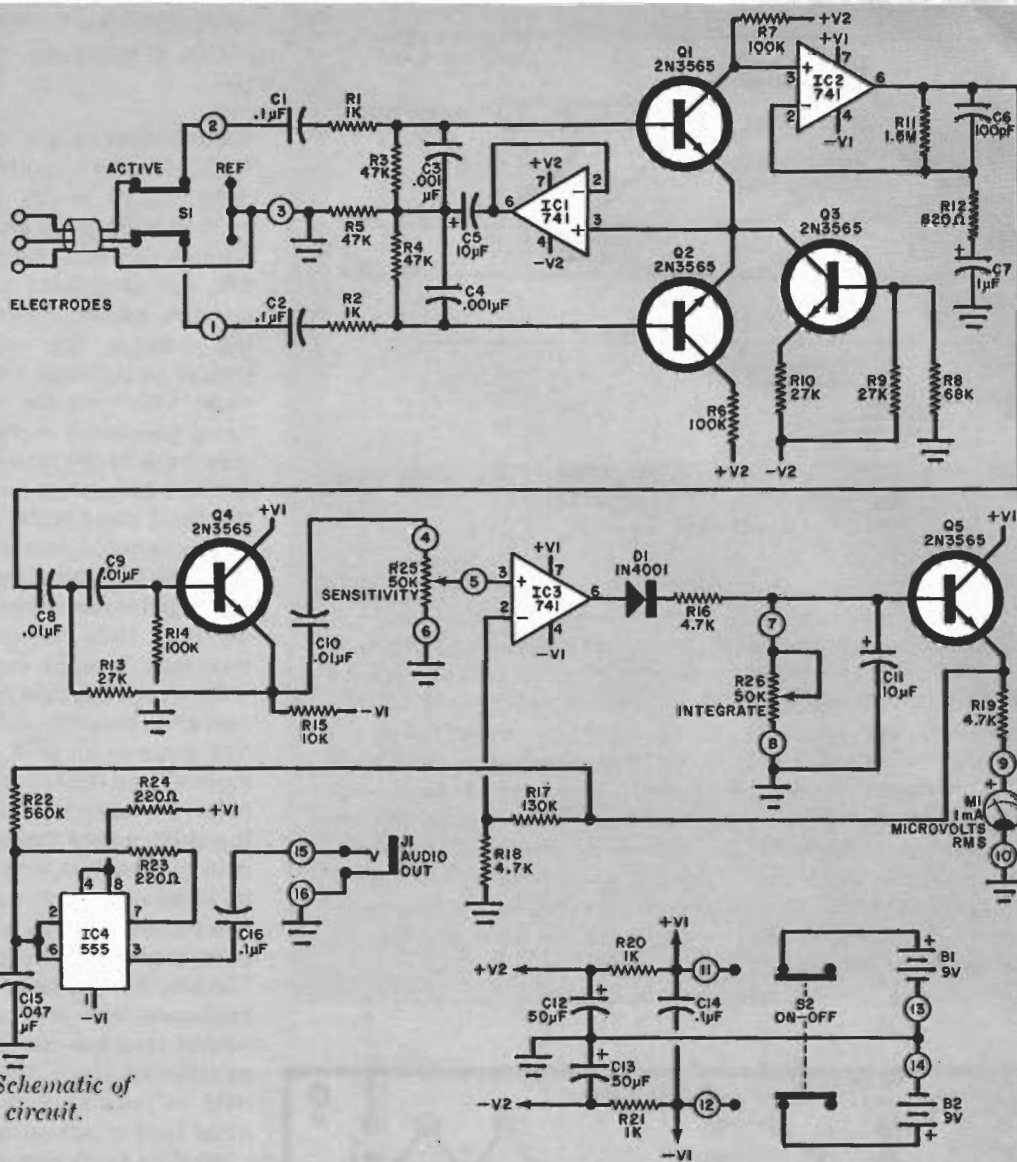 R7
100K
+V2
Q1
2N3565
+V1
7
+
3
IC2
741
6
2
-
4
-V1
R11
1.5M
C6
100pF
C1
.1µF
R1
1K
2
ACTIVE
REF
S1
3
R3
47K
C3
.001
µF
R5
47K
+
C5
10µF
+V2
7
6
IC1
741
-
2
+
3
4
-V2
R4
47K
C4
.001µF
Q2
2N3565
Q3
2N3565
R12
820Ω
+
C7
1µF
ELECTRODES
1
C2
.1µF
R2
1K
R6
100K
+V2
R10
27K
-V2
R9
27K
R8
68K
Q4
2N3565
+V1
C8
.01µF
C9
.01µF
R14
100K
R13
27K
R15
10K
-V1
C10
.01µF
4
R25
50K
SENSITIVITY
5
6
+V1
7
3
+
IC3
741
6
2
-
4
-V1
D1
1N4001
R16
4.7K
7
R26
50K
INTEGRATE
8
+
C11
10µF
Q5
2N3565
+V1
R19
4.7K
9
+
M1
1mA
MICROVOLTS
RMS
10
R22
560K
R24
220Ω
+V1
R23
220Ω
4
8
2
7
6
3
IC4
555
1
-V1
C15
.047
µF
C16
.1µF
15
16
J1
AUDIO
OUT
R17
130K
R18
4.7K
+V1
+V2
R20
1K
11
+
C12
50µF
C14
.1µF
S2
ON-OFF
+
B1
9V
13
+
C13
50µF
14
-V2
R21
1K
12
B2
9V
+
-V1
Schematic of
circuit.